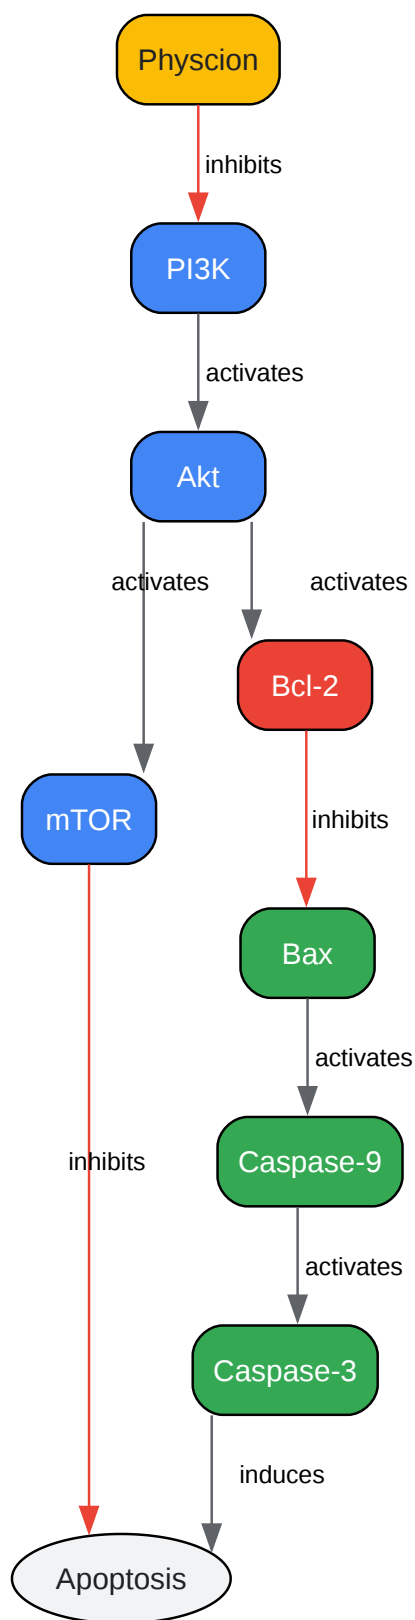 Physcion
inhibits
PI3K
activates
Akt
activates
activates
Bcl-2
mTOR
inhibits
Bax
activates
inhibits
Caspase-9
activates
Caspase-3
induces
Apoptosis